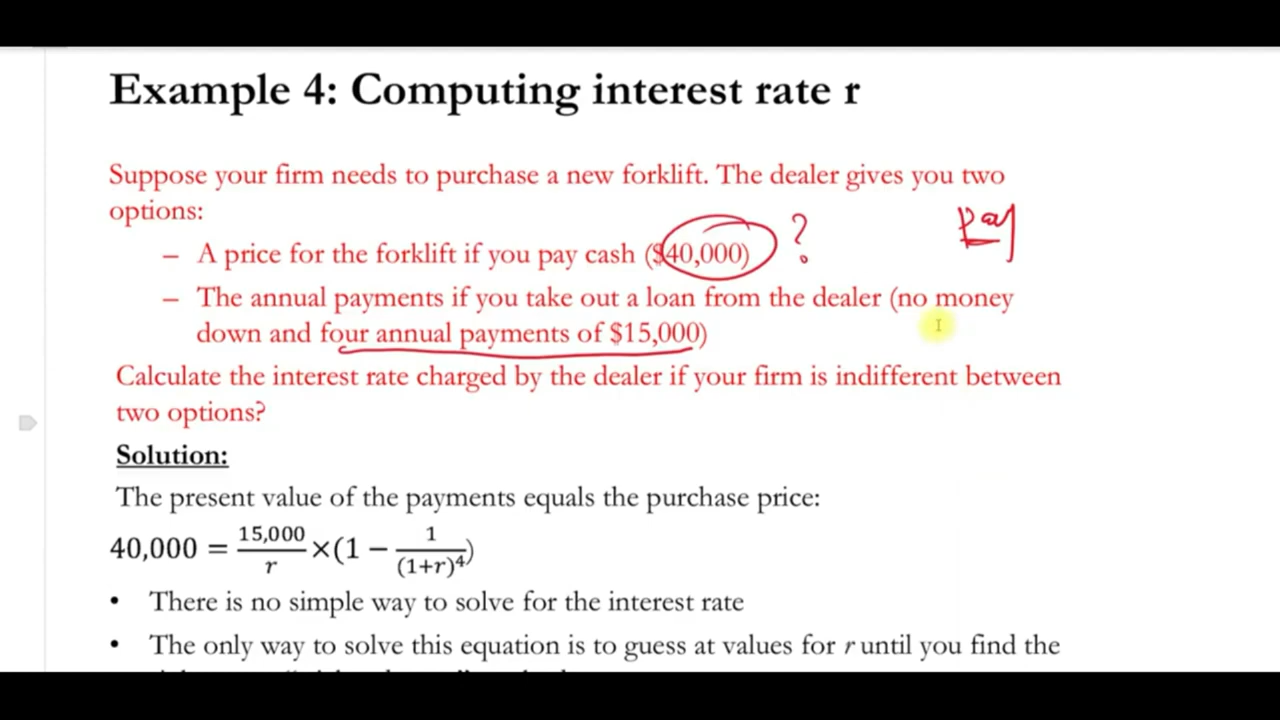 Example 4: Computing interest rate r
Suppose your firm needs to purchase a new forklift. The dealer gives you two
options:
– A price for the forklift if you pay cash ($40,000) ?
pay
– The annual payments if you take out a loan from the dealer (no money
down and four annual payments of $15,000)
Calculate the interest rate charged by the dealer if your firm is indifferent between
two options?
Solution:
The present value of the payments equals the purchase price:
40,000 = 15,000/r ×(1 − 1/(1+r)^4)
• There is no simple way to solve for the interest rate
• The only way to solve this equation is to guess at values for r until you find the